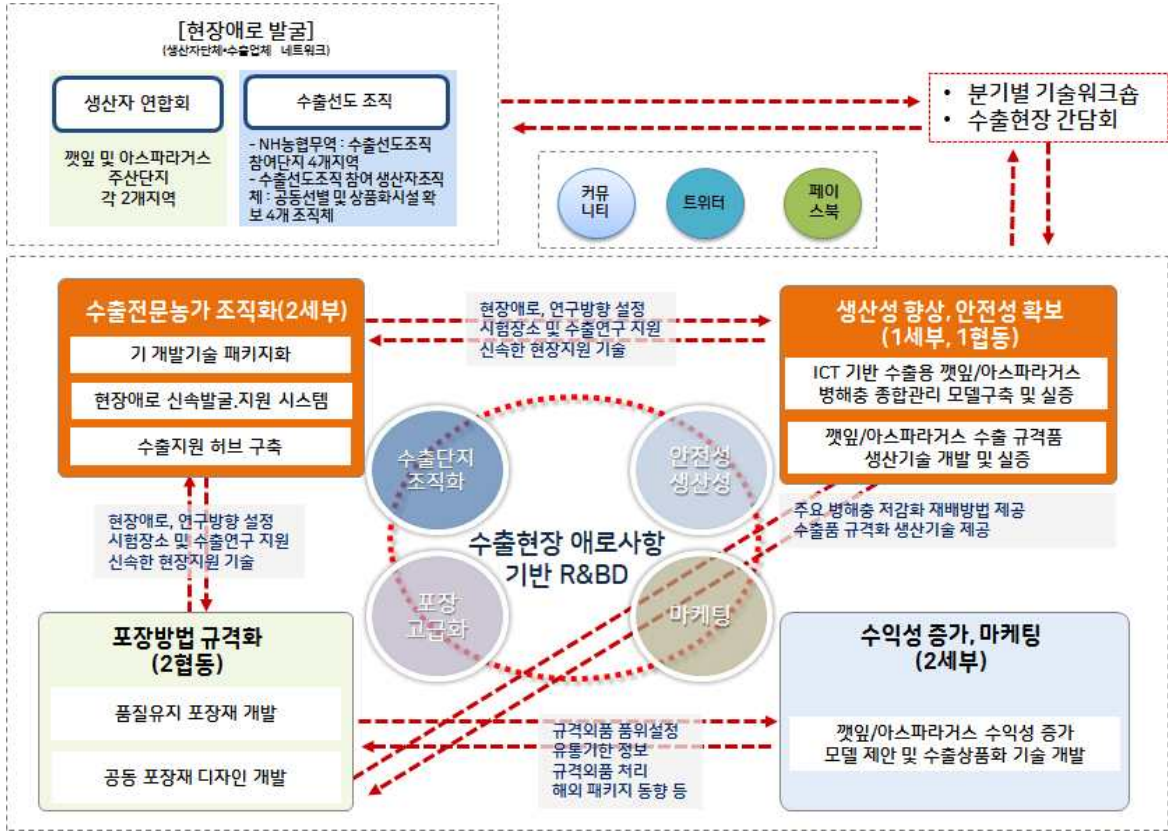 [현장애로 발굴]
(생산자단체•수출업체 네트워크)
생산자 연합회
깻잎 및 아스파라거스
주산단지
각 2개지역
수출선도 조직
– NH농협무역 : 수출선도조직
참여단지 4개지역
– 수출선도조직 참여 생산자조직
체 : 공동선별 및 상품화시설 확
보 4개 조직체
• 분기별 기술워크숍
• 수출현장 간담회
커뮤
니티
트위터
페이
스북
수출전문농가 조직화(2세부)
기 개발기술 패키지화
현장애로 신속발굴.지원 시스템
수출지원 허브 구축
현장애로, 연구방향 설정
시험장소 및 수출연구 지원
신속한 현장지원 기술
생산성 향상, 안전성 확보
(1세부, 1협동)
ICT 기반 수출용 깻잎/아스파라거스
병해충 종합관리 모델구축 및 실증
깻잎/아스파라거스 수출 규격품
생산기술 개발 및 실증
수출단지
조직화
안전성
생산성
수출현장 애로사항
기반 R&BD
포장
고급화
마케팅
현장애로, 연구방향 설정
시험장소 및 수출연구 지원
신속한 현장지원 기술
주요 병해충 저감화 재배방법 제공
수출품 규격화 생산기술 제공
포장방법 규격화
(2협동)
품질유지 포장재 개발
공동 포장재 디자인 개발
규격외품 품위설정
유통기한 정보
규격외품 처리
해외 패키지 동향 등
수익성 증가, 마케팅
(2세부)
깻잎/아스파라거스 수익성 증가
모델 제안 및 수출상품화 기술 개발